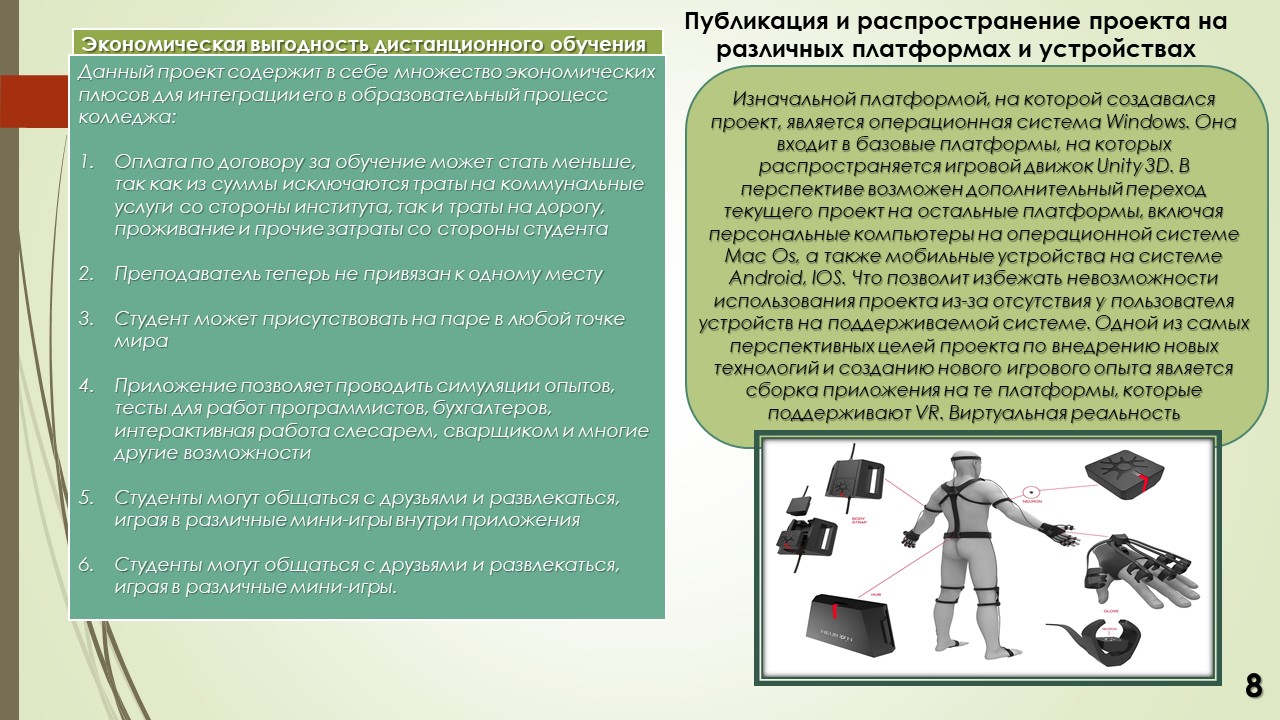 Экономическая выгодность дистанционного обучения
Данный проект содержит в себе множество экономических
плюсов для интеграции его в образовательный процесс
колледжа:
1. Оплата по договору за обучение может стать меньше,
так как из суммы исключаются траты на коммунальные
услуги со стороны института, так и траты на дорогу,
проживание и прочие затраты со стороны студента
2. Преподаватель теперь не привязан к одному месту
3. Студент может присутствовать на паре в любой точке
мира
4. Приложение позволяет проводить симуляции опытов,
тесты для работ программистов, бухгалтеров,
интерактивная работа слесарем, сварщиком и многие
другие возможности
5. Студенты могут общаться с друзьями и развлекаться,
играя в различные мини-игры внутри приложения
6. Студенты могут общаться с друзьями и развлекаться,
играя в различные мини-игры.
Публикация и распространение проекта на
различных платформах и устройствах
Изначальной платформой, на которой создавался
проект, является операционная система Windows. Она
входит в базовые платформы, на которых
распространяется игровой движок Unity 3D. В
перспективе возможен дополнительный переход
текущего проект на остальные платформы, включая
персональные компьютеры на операционной системе
Mac Os, а также мобильные устройства на системе
Android, IOS. Что позволит избежать невозможности
использования проекта из-за отсутствия у пользователя
устройств на поддерживаемой системе. Одной из самых
перспективных целей проекта по внедрению новых
технологий и созданию нового игрового опыта является
сборка приложения на те платформы, которые
поддерживают VR. Виртуальная реальность
BODY
STRAP
NEURON
HUB
GLOVE
8